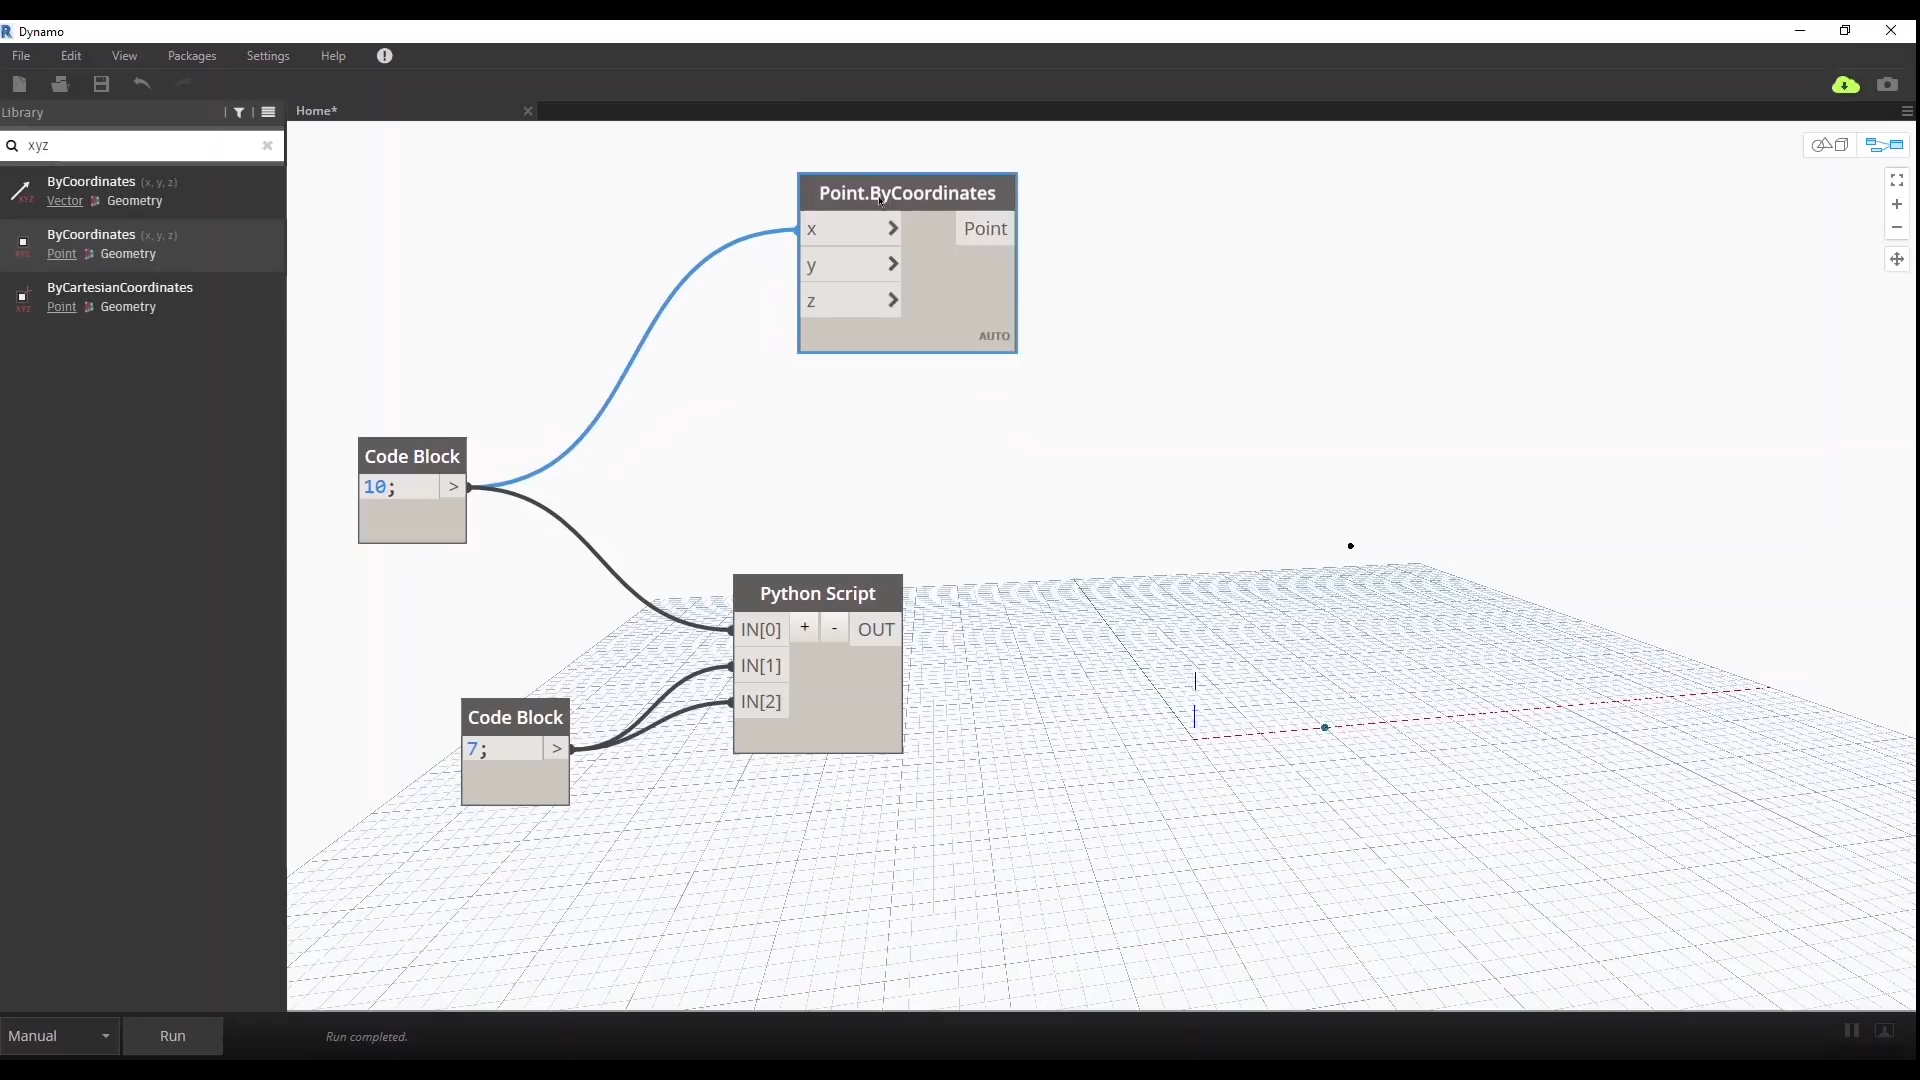 Dynamo
File Edit View Packages Settings Help
Library
Home*
xyz
ByCoordinates (x, y, z)
Vector Geometry
ByCoordinates (x, y, z)
Point Geometry
ByCartesianCoordinates
Point Geometry
Point.ByCoordinates
x > Point
y >
z >
AUTO
Code Block
10; >
Python Script
IN[0] + - OUT
IN[1]
IN[2]
Code Block
7; >
Manual Run Run completed.